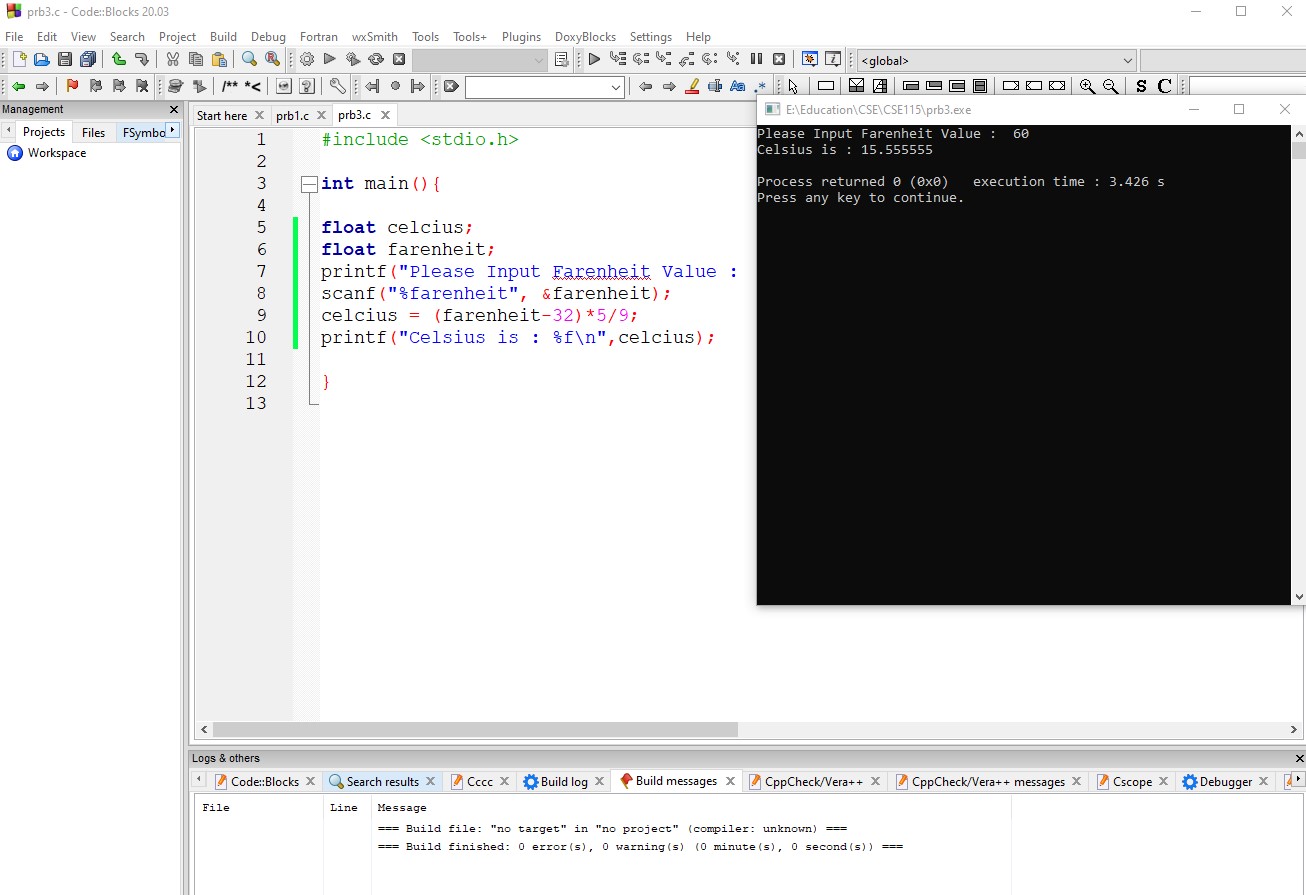 prb3.c - Code::Blocks 20.03
File Edit View Search Project Build Debug Fortran wxSmith Tools Tools+ Plugins DoxyBlocks Settings Help
<global>
/** *< S C
Management
Projects Files FSymbo
Workspace
Start here prb1.c prb3.c
1 #include <stdio.h>
2
3 int main(){
4
5 float celcius;
6 float farenheit;
7 printf("Please Input Farenheit Value :
8 scanf("%farenheit", &farenheit);
9 celcius = (farenheit-32)*5/9;
10 printf("Celsius is : %f\n",celcius);
11
12 }
13
E:\Education\CSE\CSE115\prb3.exe
Please Input Farenheit Value :  60
Celsius is : 15.555555
Process returned 0 (0x0)   execution time : 3.426 s
Press any key to continue.
Logs & others
Code::Blocks Search results Cccc Build log Build messages CppCheck/Vera++ CppCheck/Vera++ messages Cscope Debugger
File Line Message
=== Build file: "no target" in "no project" (compiler: unknown) ===
=== Build finished: 0 error(s), 0 warning(s) (0 minute(s), 0 second(s)) ===